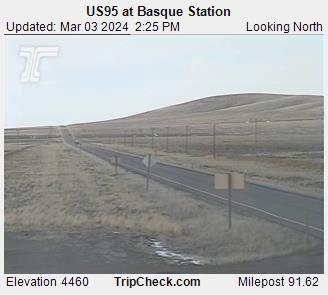 US95 at Basque Station
Updated: Mar 03 2024 2:25 PM Looking North
Elevation 4460 TripCheck.com Milepost 91.62